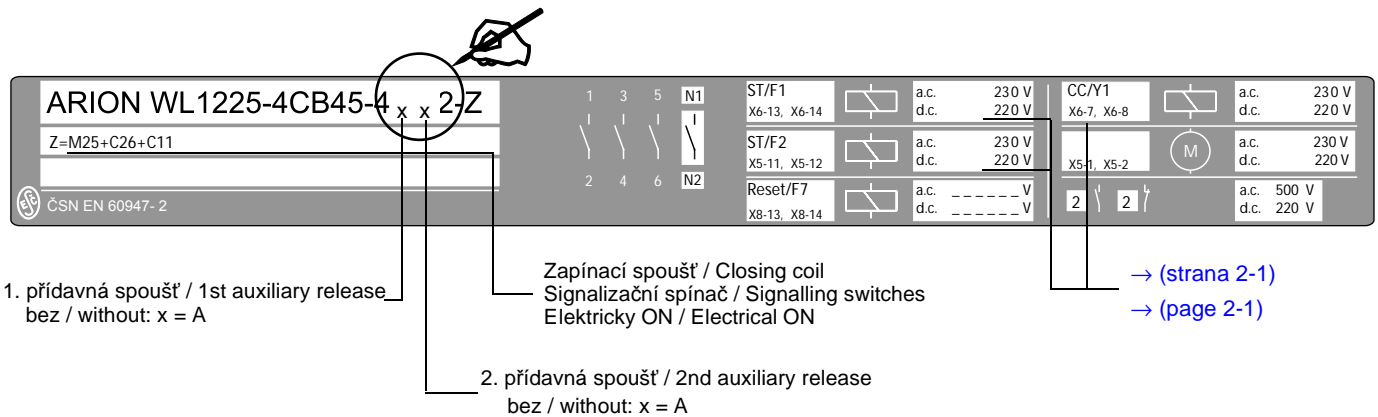 ARION WL1225-4CB45-4 x x 2-Z
Z=M25+C26+C11
ČSN EN 60947- 2
1 3 5 N1
2 4 6 N2
ST/F1
X6-13, X6-14
a.c. 230 V
d.c. 220 V
ST/F2
X5-11, X5-12
a.c. 230 V
d.c. 220 V
Reset/F7
X8-13, X8-14
a.c. _ _ _ _ _ _ V
d.c. _ _ _ _ _ _ V
CC/Y1
X6-7, X6-8
a.c. 230 V
d.c. 220 V
X5-1, X5-2
M
a.c. 230 V
d.c. 220 V
2 2
a.c. 500 V
d.c. 220 V
1. přídavná spoušť / 1st auxiliary release
bez / without: x = A
Zapínací spoušť / Closing coil
Signalizační spínač / Signalling switches
Elektricky ON / Electrical ON
→ (strana 2-1)
→ (page 2-1)
2. přídavná spoušť / 2nd auxiliary release
bez / without: x = A